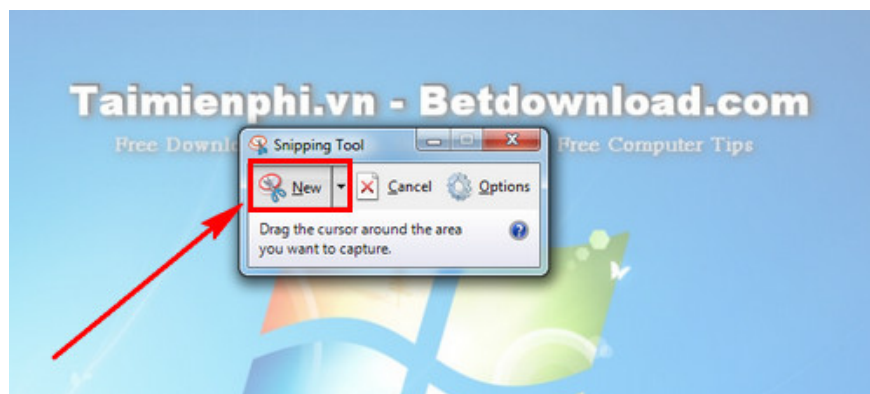 Taimienphi.vn - Betdownload.com
Free Computer Tips
Snipping Tool
New Cancel Options
Drag the cursor around the area
you want to capture.